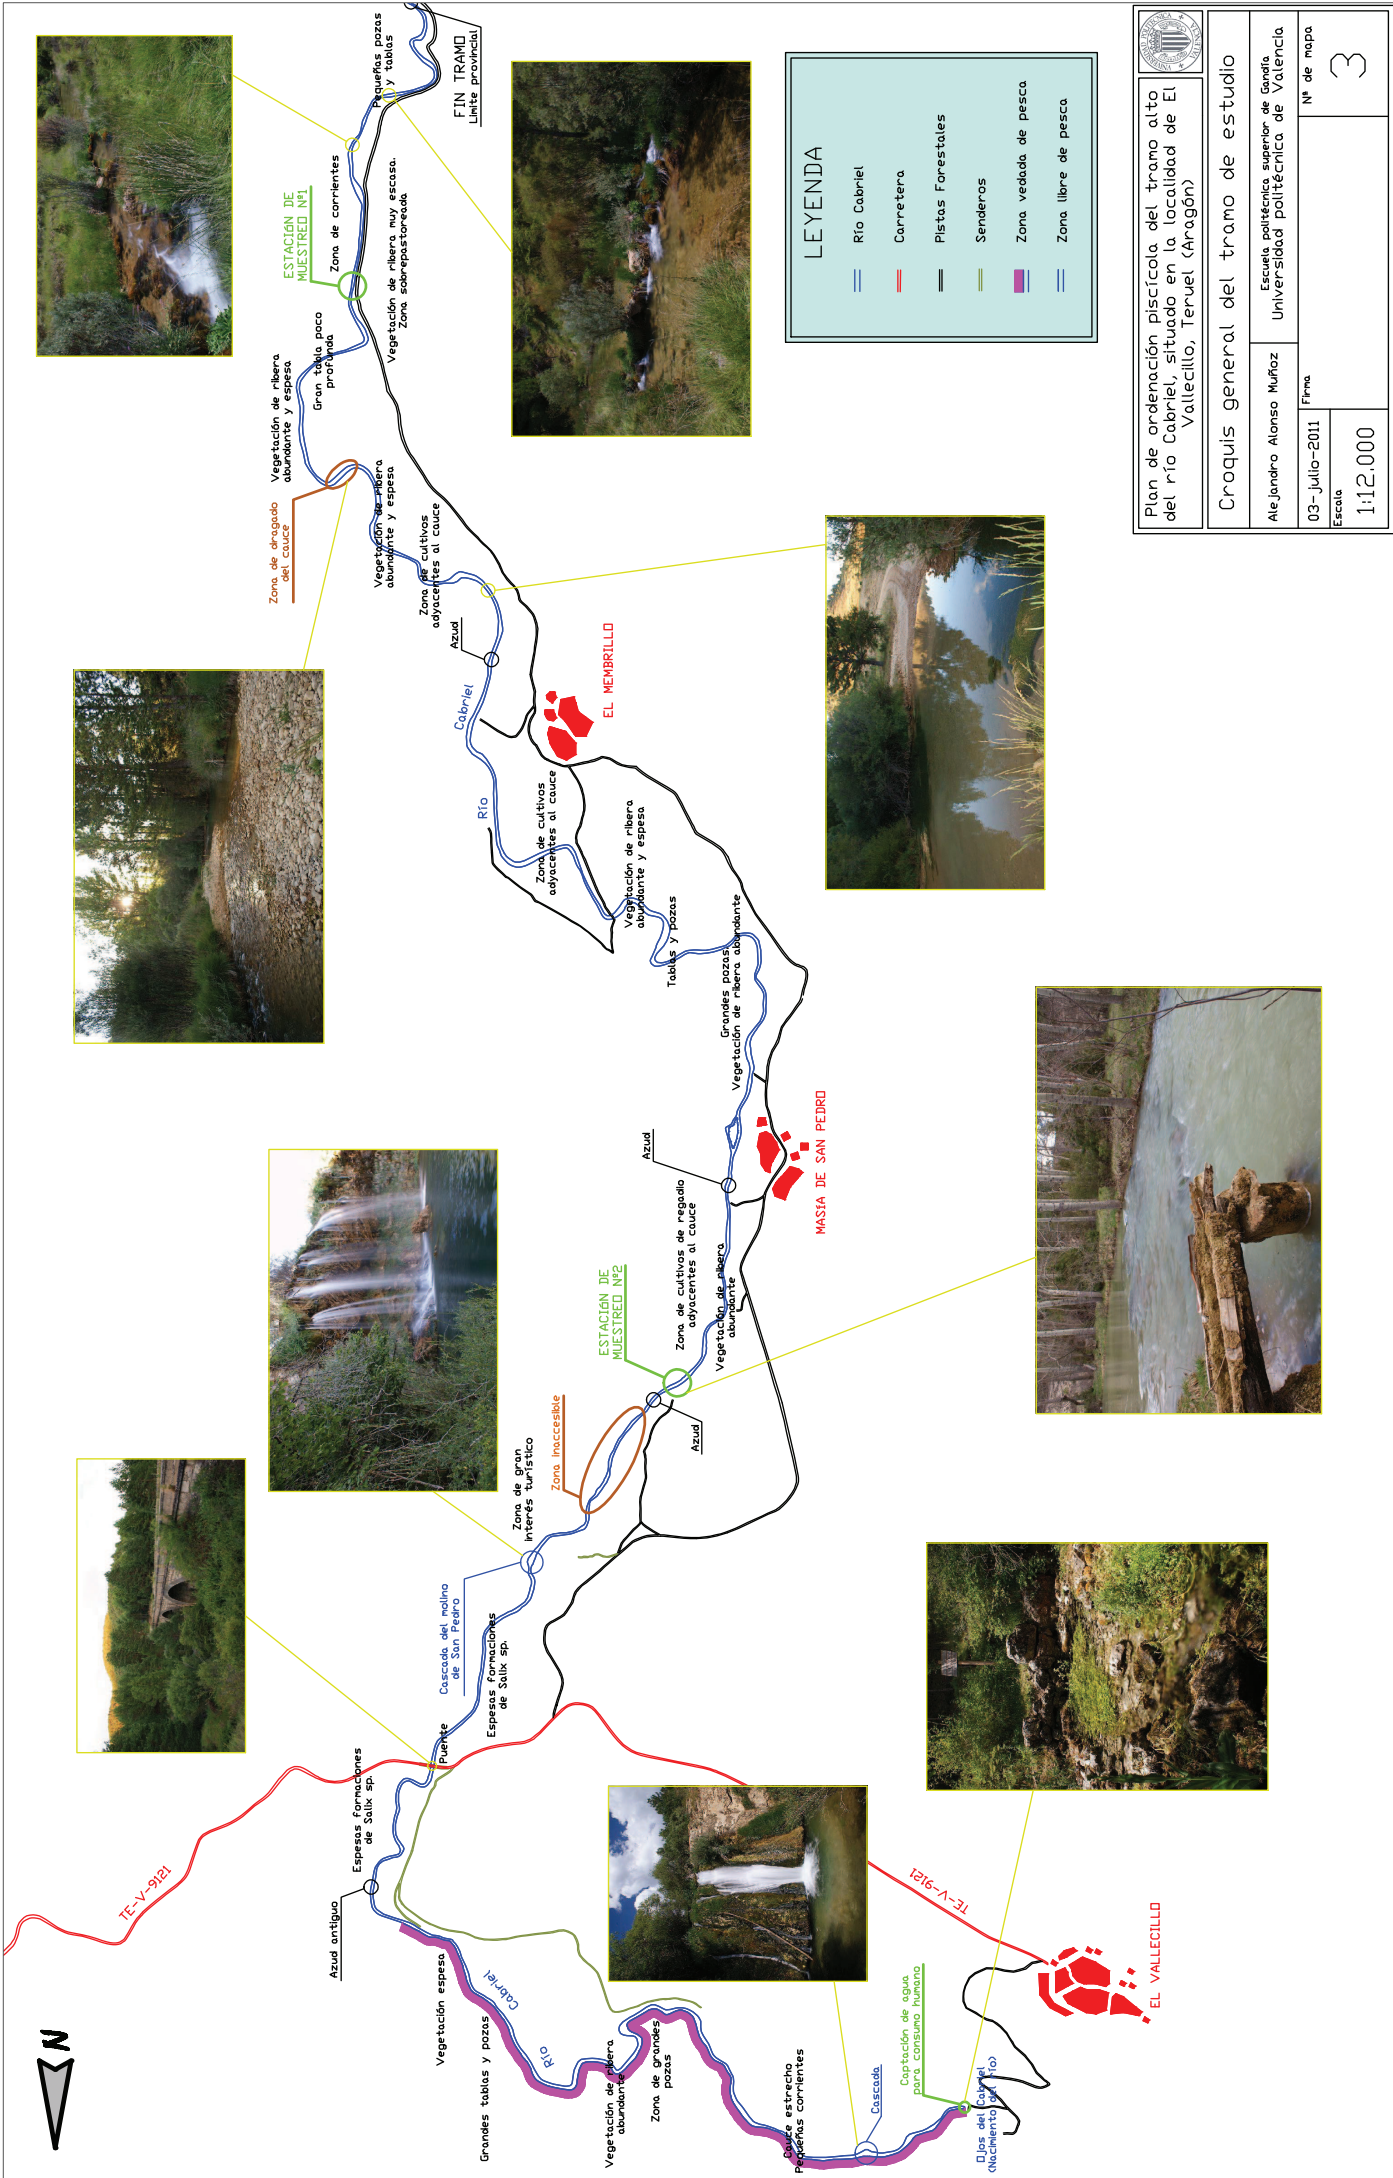 Azud antiguo
TE-V-9121
Espesas formaciones
de Salix sp.
Puente
Vegetación espesa
Grandes tablas y pozas
Río
Cabriel
Vegetación de ribera
abundante
Zona de grandes
pozas
Cauce estrecho
Pequeñas corrientes
Cascada
Captación de agua
para consumo humano
Ojos del Cabriel
(Nacimiento del río)
TE-V-9121
EL VALLECILLO
Cascada del molino
de San Pedro
Espesas formaciones
de Salix sp.
Zona de gran
interés turístico
Zona inaccesible
Azud
ESTACIÓN DE
MUESTREO Nº2
Zona de cultivos de regadío
adyacentes al cauce
Vegetación de ribera
abundante
Azud
MASÍA DE SAN PEDRO
Grandes pozas
Vegetación de ribera abundante
Tablas y pozas
Vegetación de ribera
abundante y espesa
Zona de cultivos
adyacentes al cauce
Río
Cabriel
EL MEMBRILLO
Azud
Zona de cultivos
adyacentes al cauce
Vegetación de ribera
abundante y espesa
Zona de dragado
del cauce
Vegetación de ribera
abundante y espesa
Gran tabla poco
profunda
ESTACIÓN DE
MUESTREO Nº1
Zona de corrientes
Vegetación de ribera muy escasa.
Zona sobrepastoreada
Pequeñas pozas
y tablas
FIN TRAMO
Límite provincial
N
LEYENDA
Río Cabriel
Carretera
Pistas Forestales
Senderos
Zona vedada de pesca
Zona libre de pesca
Plan de ordenación piscícola del tramo alto
del río Cabriel, situado en la localidad de El
Vallecillo, Teruel (Aragón)
Croquis general del tramo de estudio
Alejandro Alonso Muñoz
Escuela politécnica superior de Gandía
Universidad politécnica de Valencia
03-julio-2011
Firma
Nº de mapa
3
Escala
1:12.000